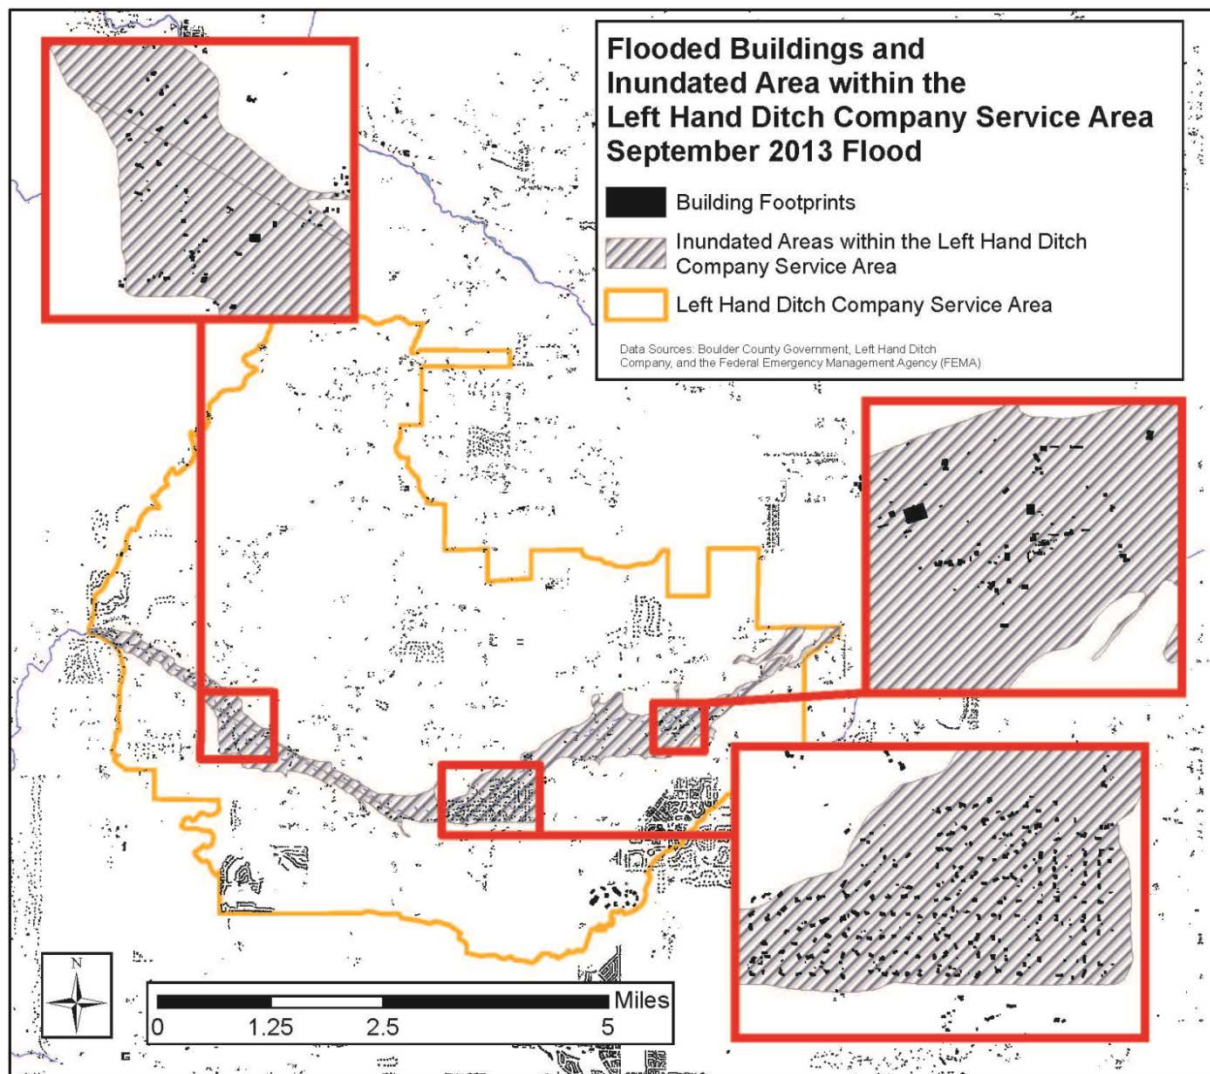 Flooded Buildings and
Inundated Area within the
Left Hand Ditch Company Service Area
September 2013 Flood
Building Footprints
Inundated Areas within the Left Hand Ditch
Company Service Area
Left Hand Ditch Company Service Area
Data Sources: Boulder County Government, Left Hand Ditch
Company, and the Federal Emergency Management Agency (FEMA)
N
Miles
0 1.25 2.5 5